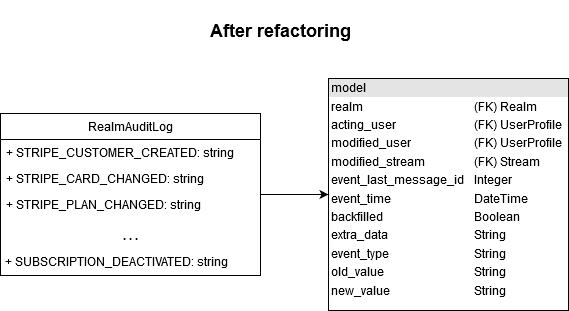 After refactoring
RealmAuditLog
+ STRIPE_CUSTOMER_CREATED: string
+ STRIPE_CARD_CHANGED: string
+ STRIPE_PLAN_CHANGED: string
...
+ SUBSCRIPTION_DEACTIVATED: string
model
realm (FK) Realm
acting_user (FK) UserProfile
modified_user (FK) UserProfile
modified_stream (FK) Stream
event_last_message_id Integer
event_time DateTime
backfilled Boolean
extra_data String
event_type String
old_value String
new_value String